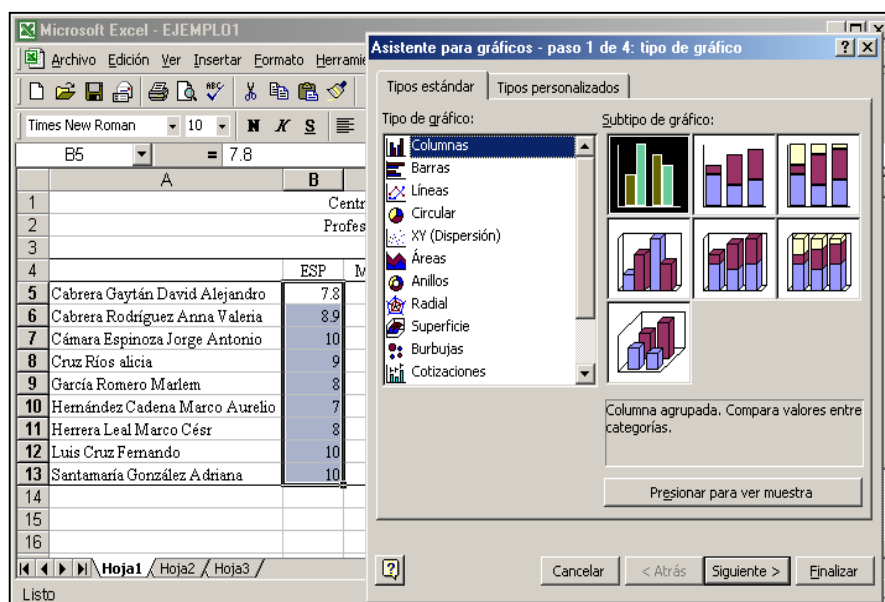 Microsoft Excel - EJEMPLO1
Archivo Edición Ver Insertar Formato Herramie
Times New Roman 10 N K S
B5 = 7.8
A B
1 Centr
2 Profes
3
4 ESP M
5 Cabrera Gaytán David Alejandro 7.8
6 Cabrera Rodríguez Anna Valeria 8.9
7 Cámara Espinoza Jorge Antonio 10
8 Cruz Ríos alicia 9
9 García Romero Marlem 8
10 Hernández Cadena Marco Aurelio 7
11 Herrera Leal Marco Césr 8
12 Luis Cruz Fernando 10
13 Santamaría González Adriana 10
14
15
16
Hoja1 Hoja2 Hoja3
Listo
Asistente para gráficos - paso 1 de 4: tipo de gráfico
Tipos estándar Tipos personalizados
Tipo de gráfico:
Columnas
Barras
Líneas
Circular
XY (Dispersión)
Áreas
Anillos
Radial
Superficie
Burbujas
Cotizaciones
Subtipo de gráfico:
Columna agrupada. Compara valores entre
categorías.
Presionar para ver muestra
Cancelar < Atrás Siguiente > Finalizar